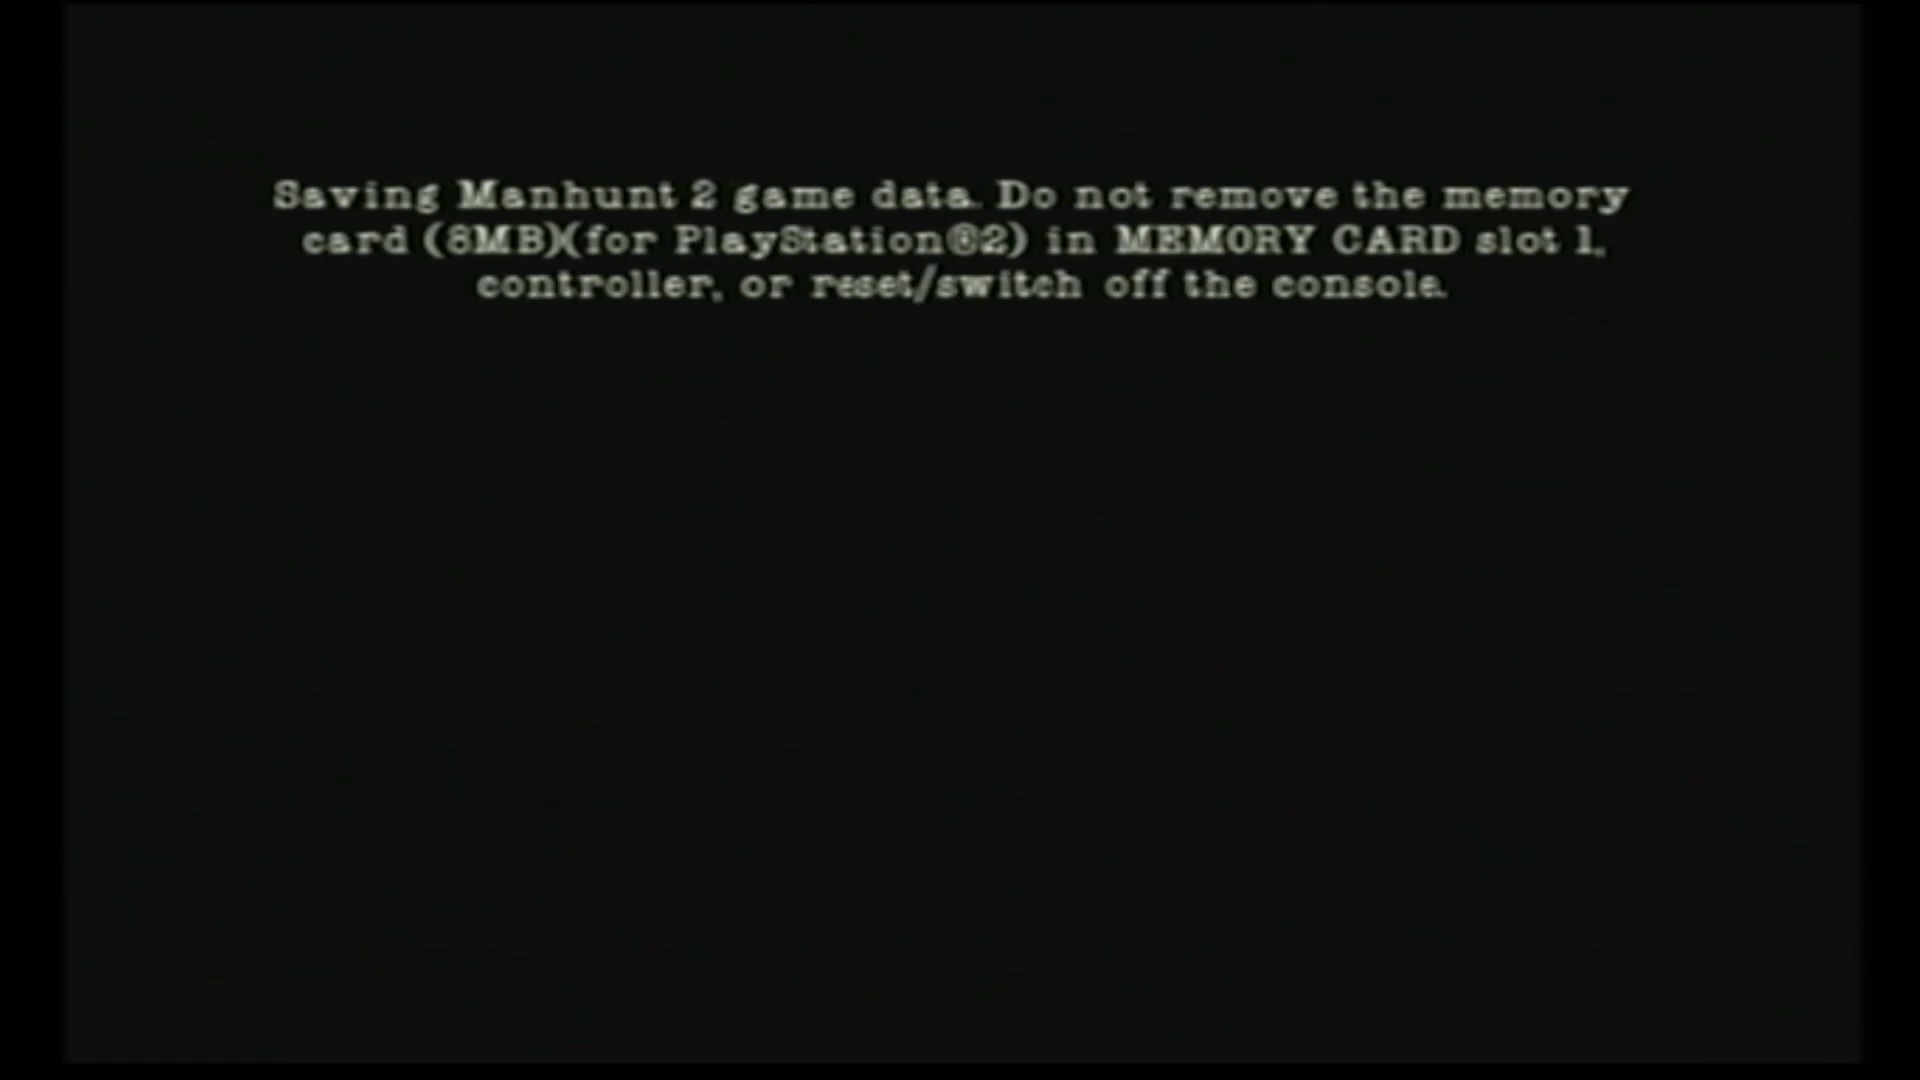 Saving Manhunt 2 game data. Do not remove the memory
card (8MB)(for PlayStation®2) in MEMORY CARD slot 1,
controller, or reset/switch off the console.